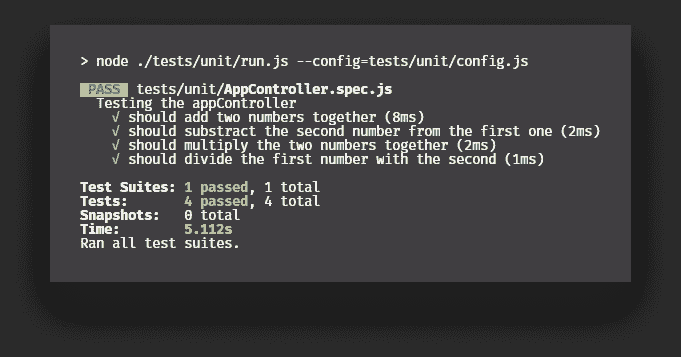 > node ./tests/unit/run.js --config=tests/unit/config.js
PASS tests/unit/AppController.spec.js
Testing the appController
√ should add two numbers together (8ms)
√ should substract the second number from the first one (2ms)
√ should multiply the two numbers together (2ms)
√ should divide the first number with the second (1ms)
Test Suites: 1 passed, 1 total
Tests: 4 passed, 4 total
Snapshots: 0 total
Time: 5.112s
Ran all test suites.